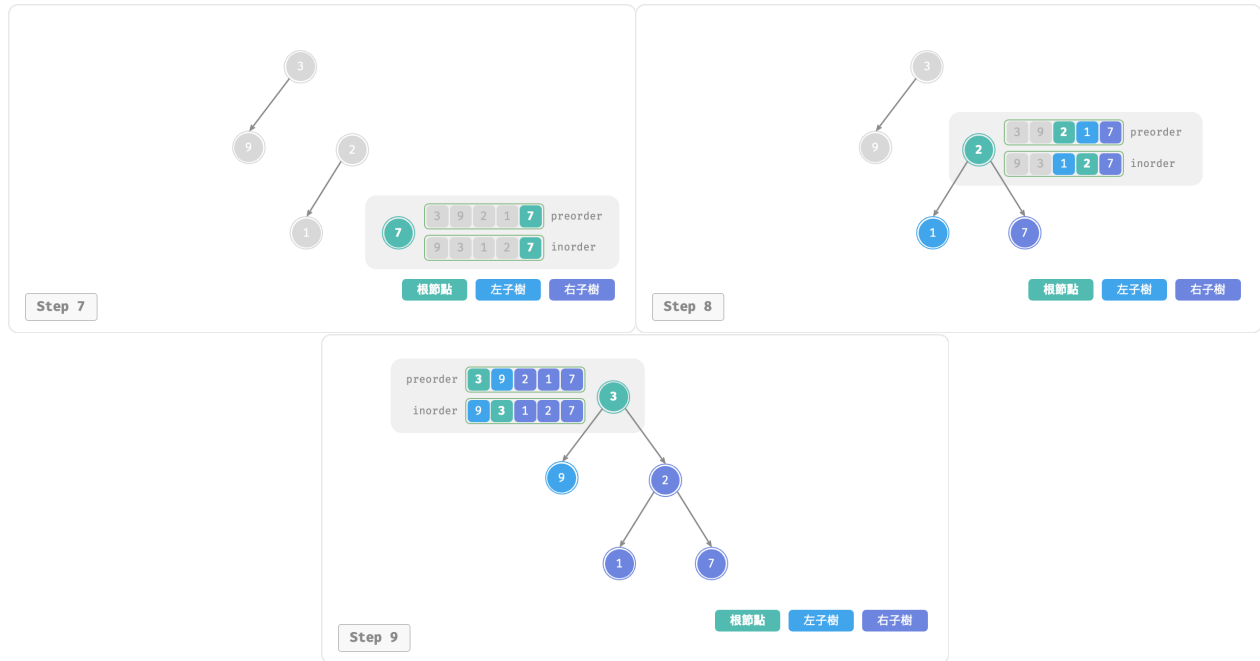 3
9
2
1
7
3 9 2 1 7 preorder
9 3 1 2 7 inorder
根節點 左子樹 右子樹
Step 7
3
9
2
3 9 2 1 7 preorder
9 3 1 2 7 inorder
1 7
根節點 左子樹 右子樹
Step 8
preorder 3 9 2 1 7
3
inorder 9 3 1 2 7
9 2
1 7
根節點 左子樹 右子樹
Step 9